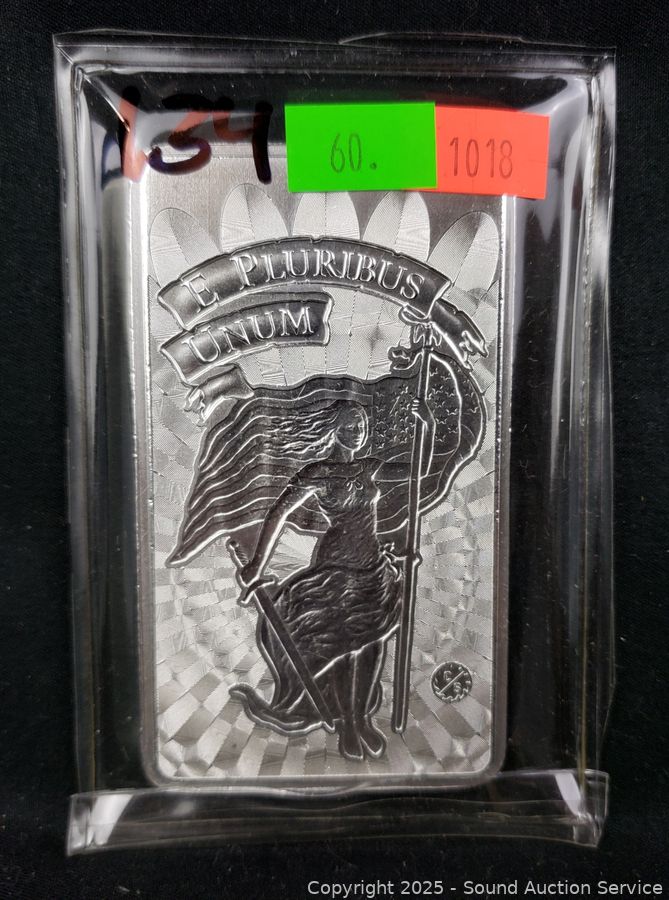 134
60.
1018
E PLURIBUS
UNUM
C
S
Copyright 2025 - Sound Auction Service